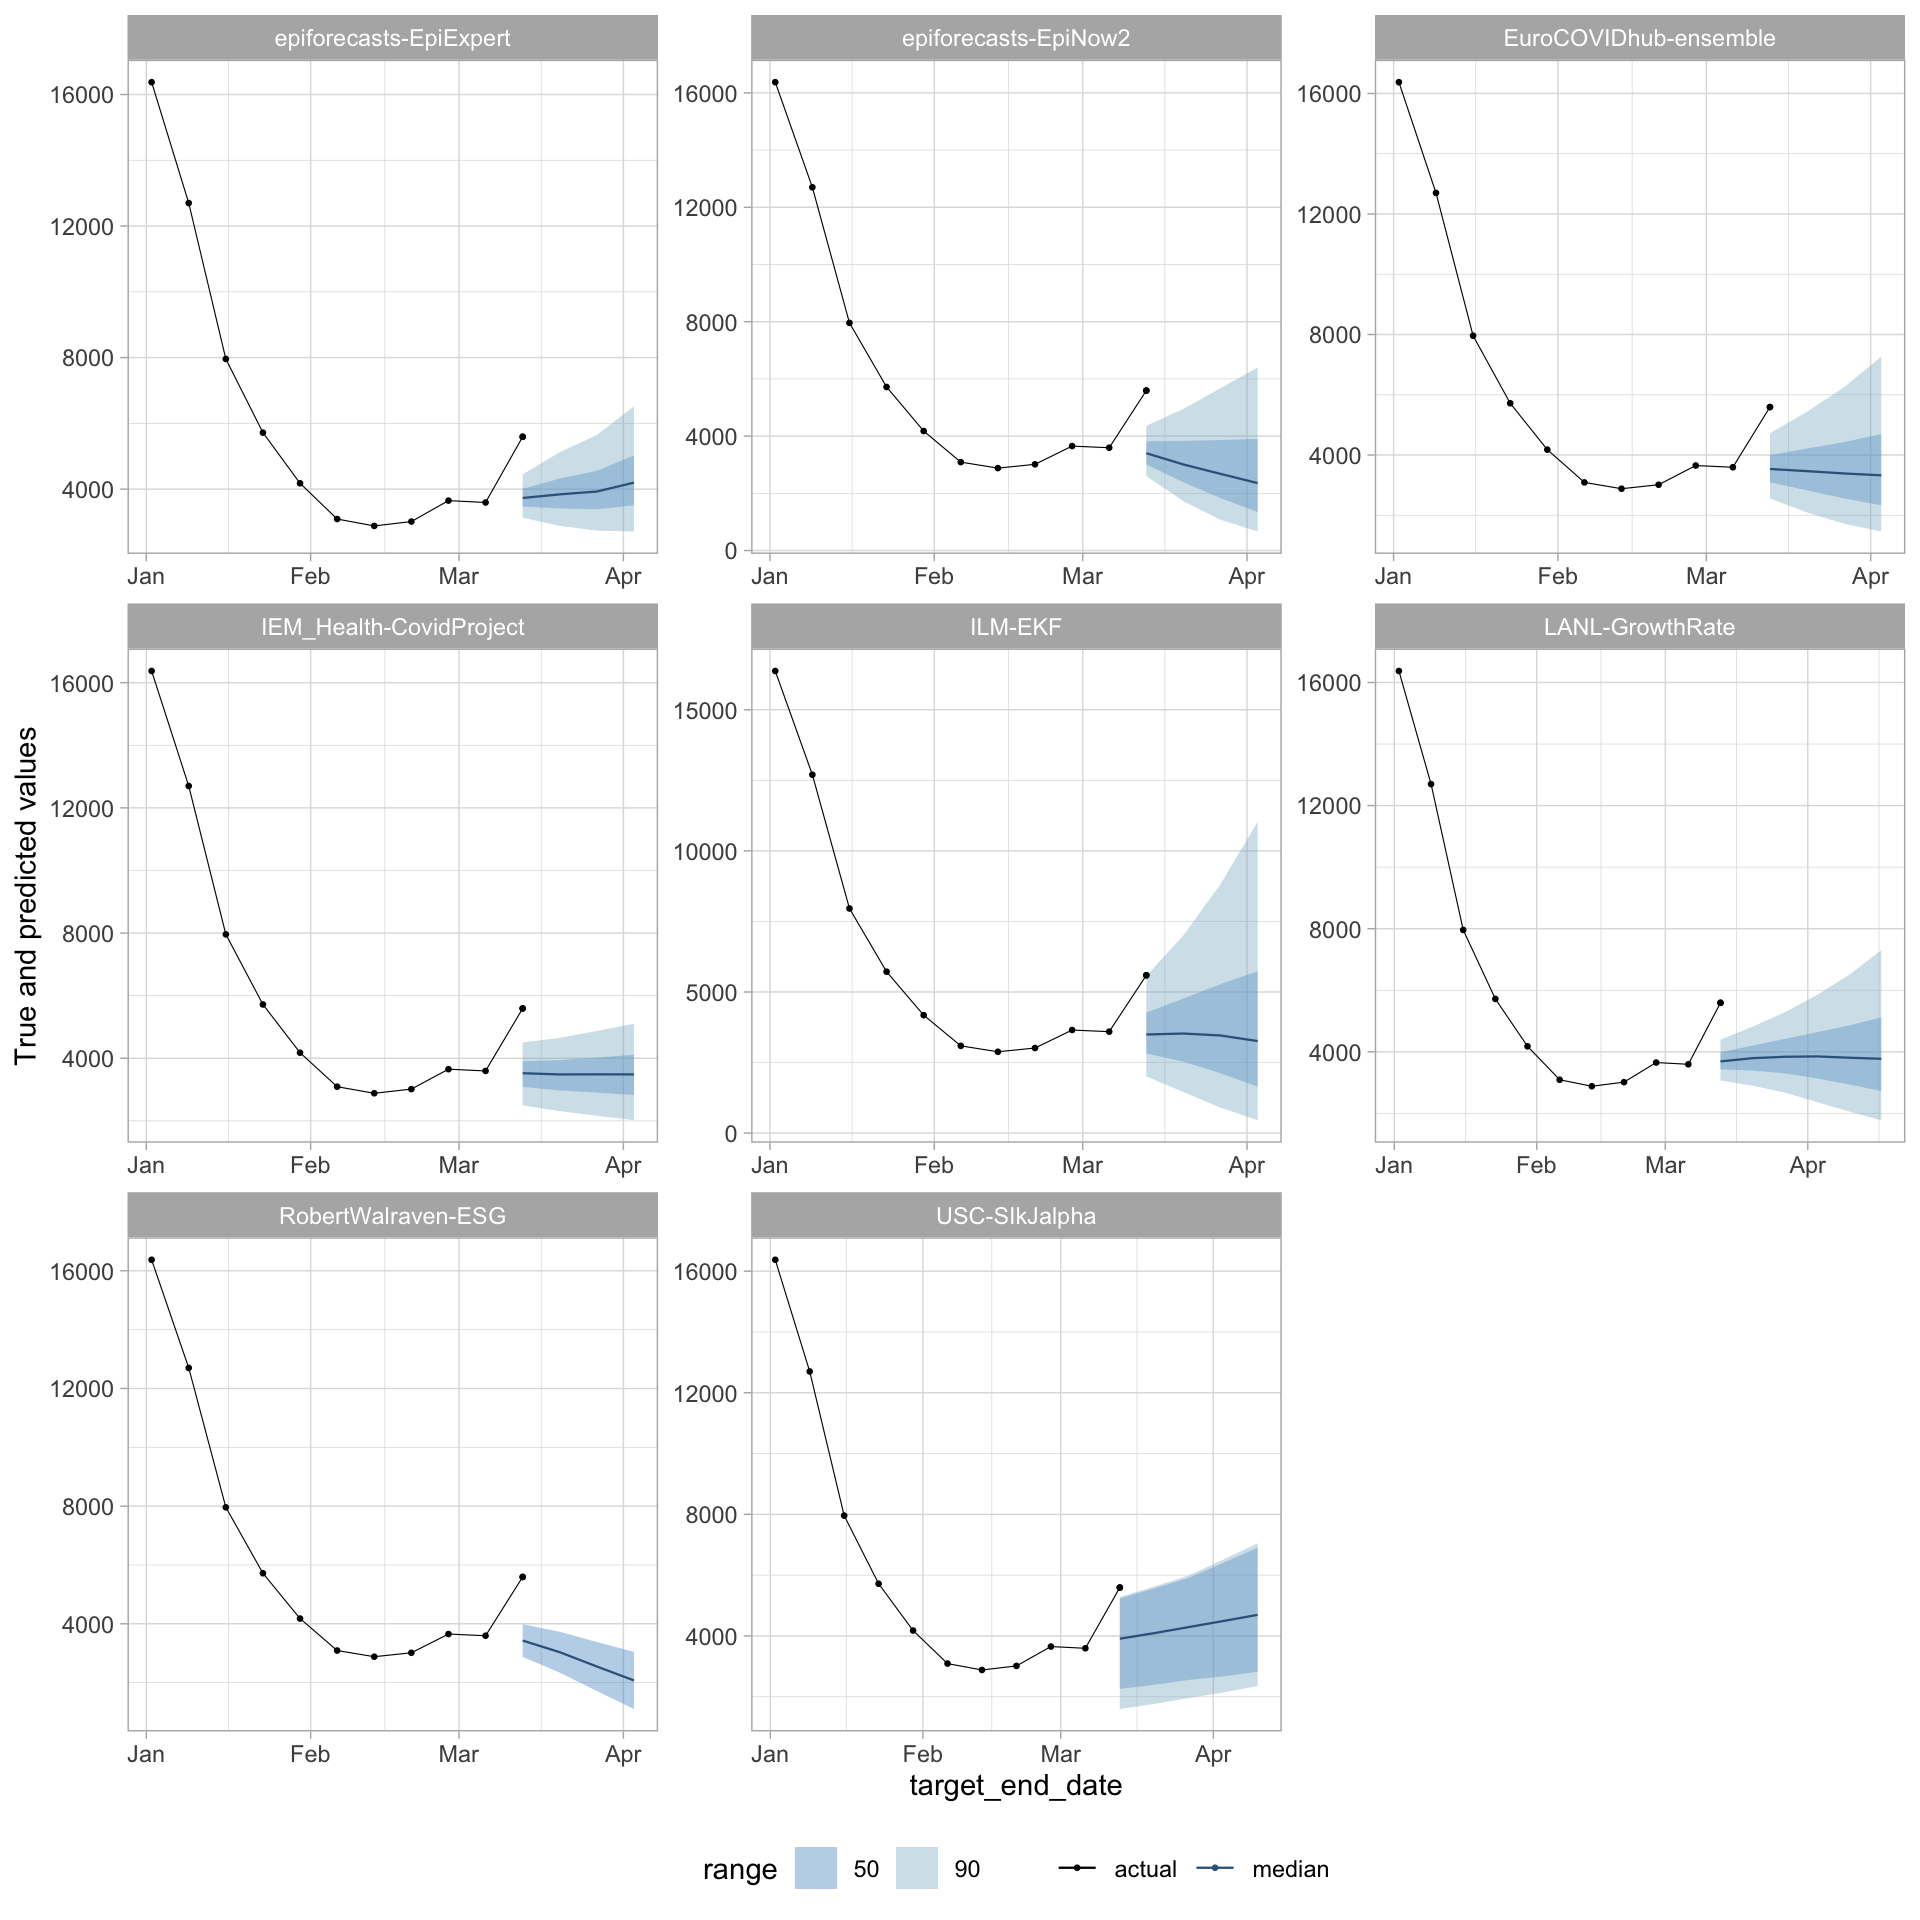 epiforecasts-EpiExpert
epiforecasts-EpiNow2
EuroCOVIDhub-ensemble
16000
12000
8000
4000
Jan Feb Mar Apr
16000
12000
8000
4000
0
Jan Feb Mar Apr
16000
12000
8000
4000
Jan Feb Mar Apr
True and predicted values
IEM_Health-CovidProject
ILM-EKF
LANL-GrowthRate
16000
12000
8000
4000
Jan Feb Mar Apr
15000
10000
5000
0
Jan Feb Mar Apr
16000
12000
8000
4000
Jan Feb Mar Apr
RobertWalraven-ESG
USC-SIkJalpha
16000
12000
8000
4000
Jan Feb Mar Apr
16000
12000
8000
4000
Jan Feb Mar Apr
target_end_date
range 50 90 actual median